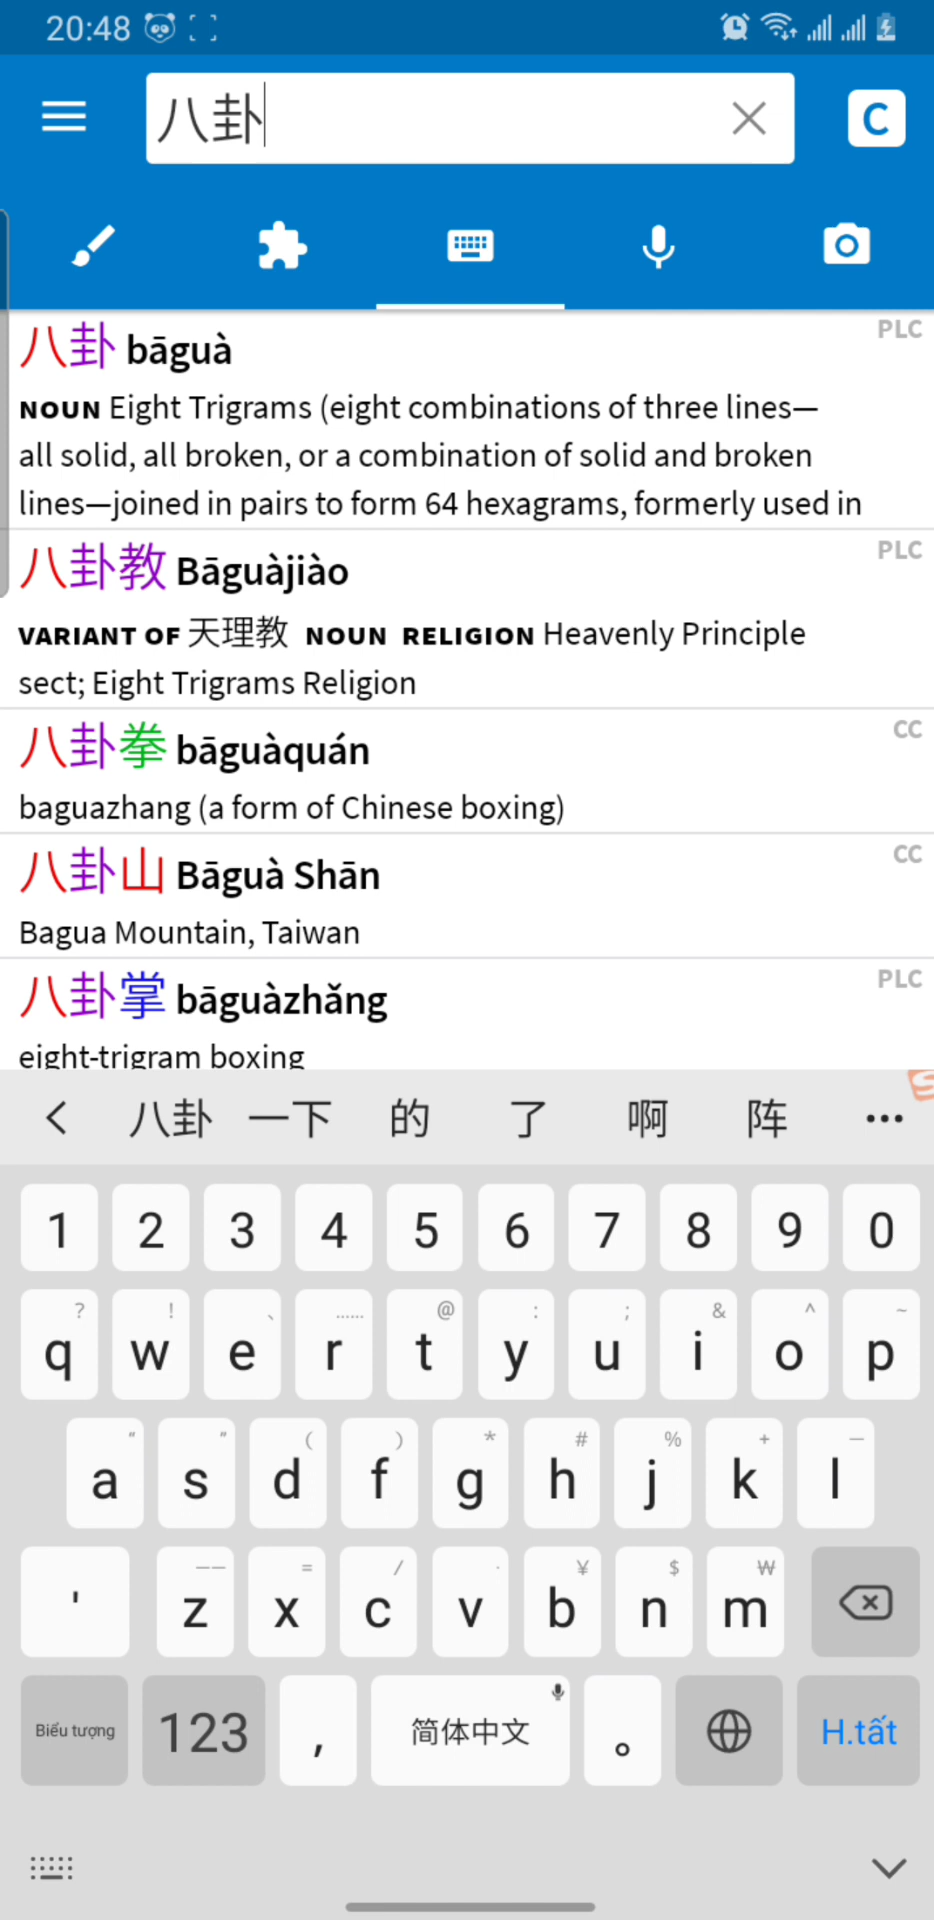 20:48
八卦
C
八卦 bāguà PLC
NOUN Eight Trigrams (eight combinations of three lines—
all solid, all broken, or a combination of solid and broken
lines—joined in pairs to form 64 hexagrams, formerly used in
八卦教 Bāguàjiào PLC
VARIANT OF 天理教 NOUN RELIGION Heavenly Principle
sect; Eight Trigrams Religion
八卦拳 bāguàquán CC
baguazhang (a form of Chinese boxing)
八卦山 Bāguà Shān CC
Bagua Mountain, Taiwan
八卦掌 bāguàzhǎng PLC
eight-trigram boxing
八卦 一下 的 了 啊 阵 ...
1 2 3 4 5 6 7 8 9 0
? ! 、 …… @ : ; & ^ ~
q w e r t y u i o p
“ ” ( ) * # % + —
a s d f g h j k l
—— = / · ¥ $ ₩
' z x c v b n m
Biểu tượng 123 , 简体中文 。 H.tất